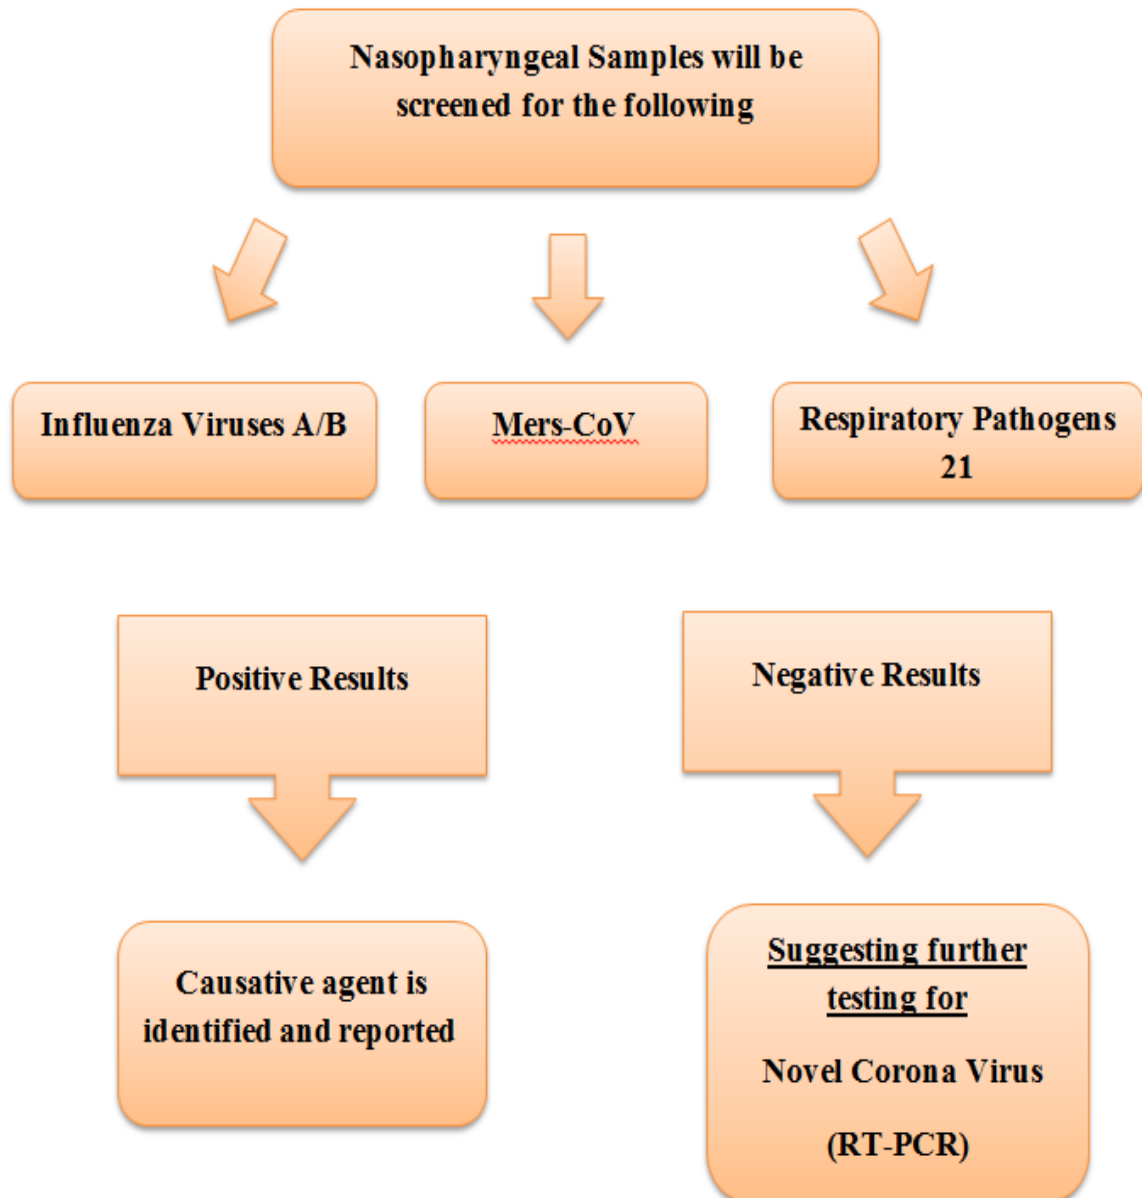 Nasopharyngeal Samples will be
screened for the following
Influenza Viruses A/B
Mers-CoV
Respiratory Pathogens
21
Positive Results
Negative Results
Causative agent is
identified and reported
Suggesting further
testing for
Novel Corona Virus
(RT-PCR)